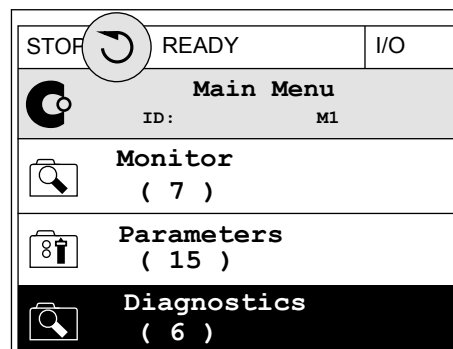 STOP READY I/O
Main Menu
ID: M1
Monitor
( 7 )
Parameters
( 15 )
Diagnostics
( 6 )